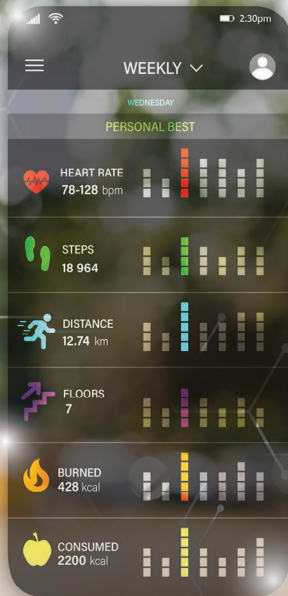 2:30pm
WEEKLY
WEDNESDAY
PERSONAL BEST
HEART RATE
78-128 bpm
STEPS
18 964
DISTANCE
12.74 km
FLOORS
7
BURNED
428 kcal
CONSUMED
2200 kcal